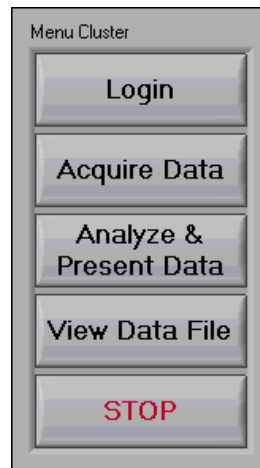 Menu Cluster
Login
Acquire Data
Analyze &
Present Data
View Data File
STOP